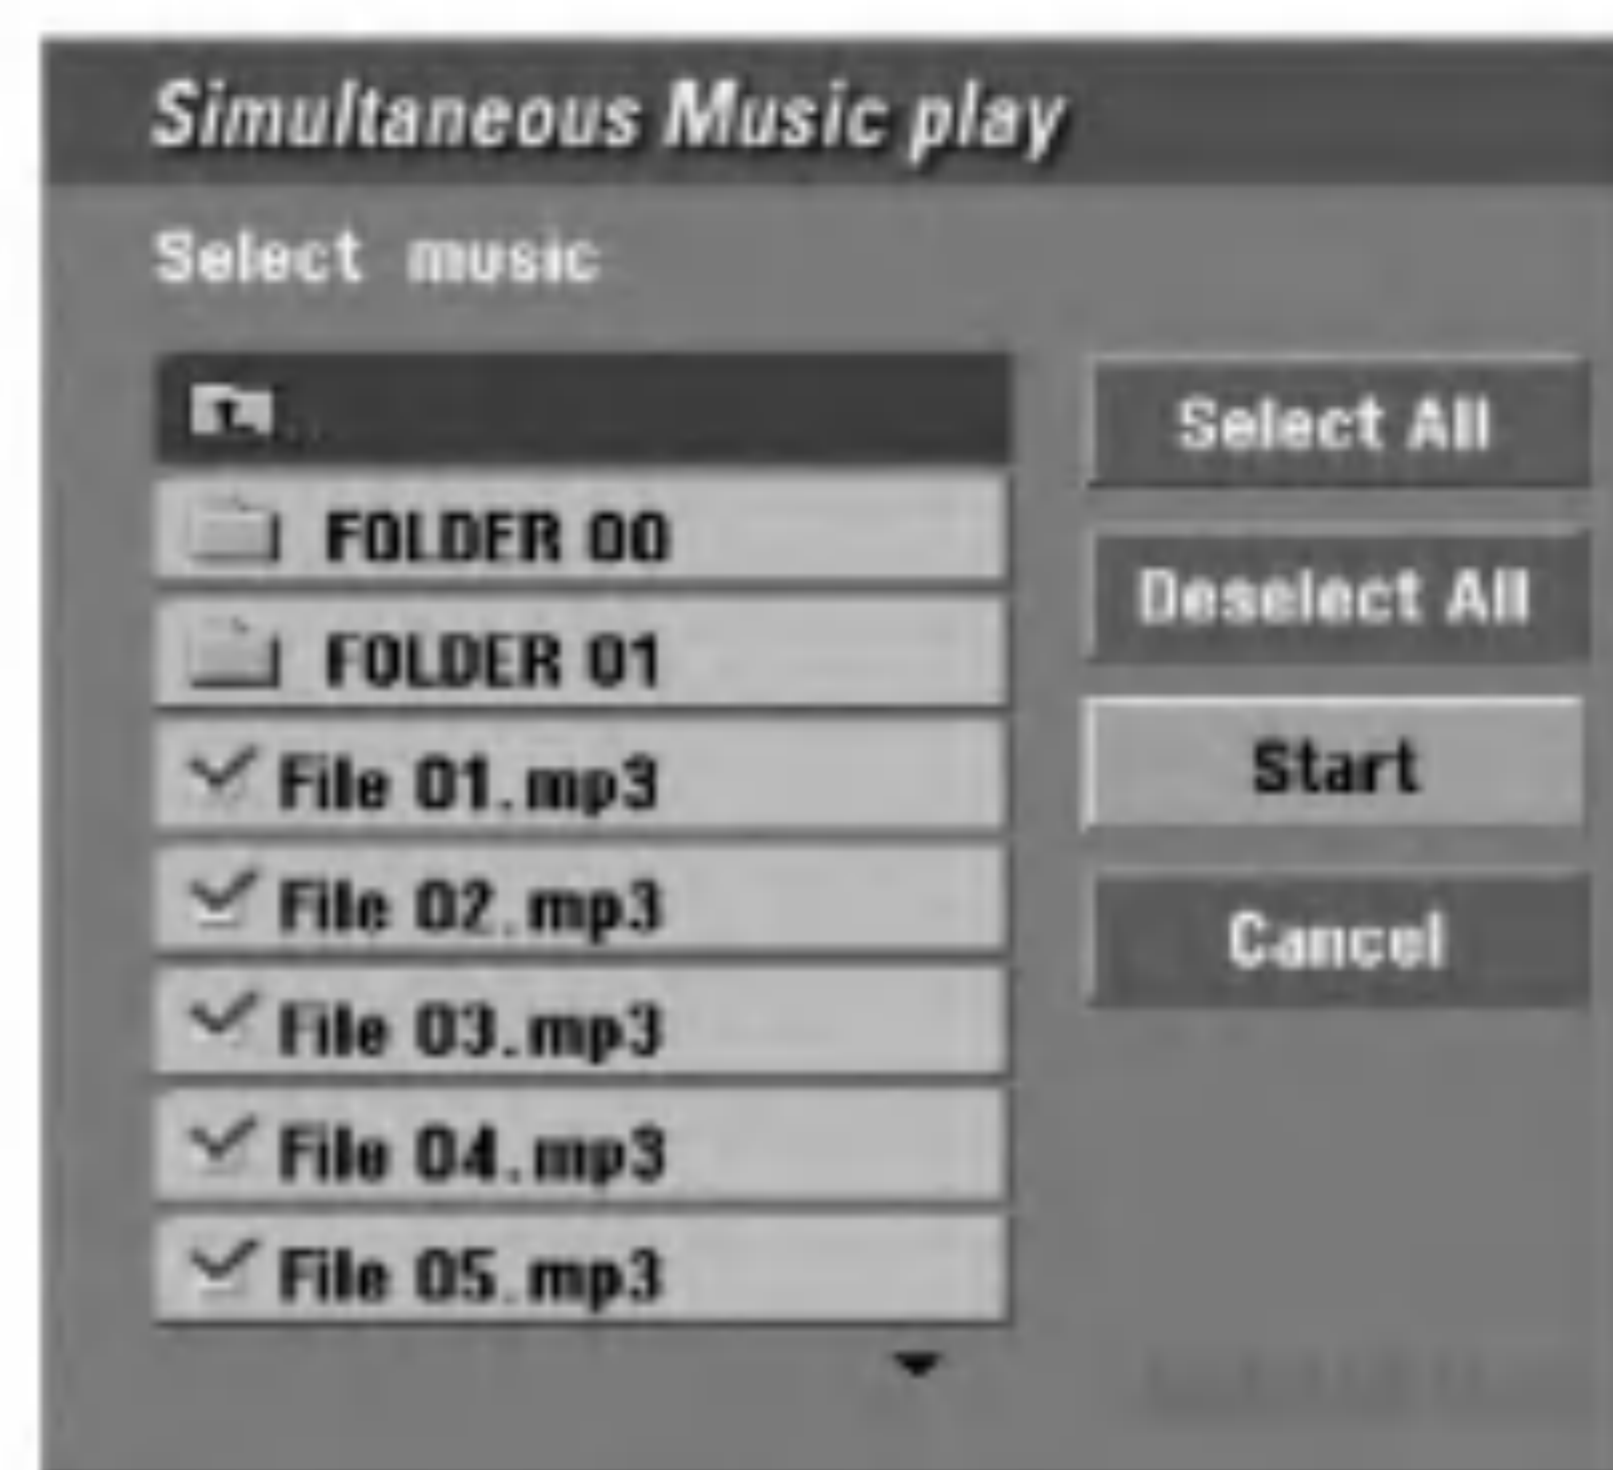 Simultaneous Music play
Select music
..
FOLDER 00
FOLDER 01
File 01.mp3
File 02.mp3
File 03.mp3
File 04.mp3
File 05.mp3
Select All
Deselect All
Start
Cancel